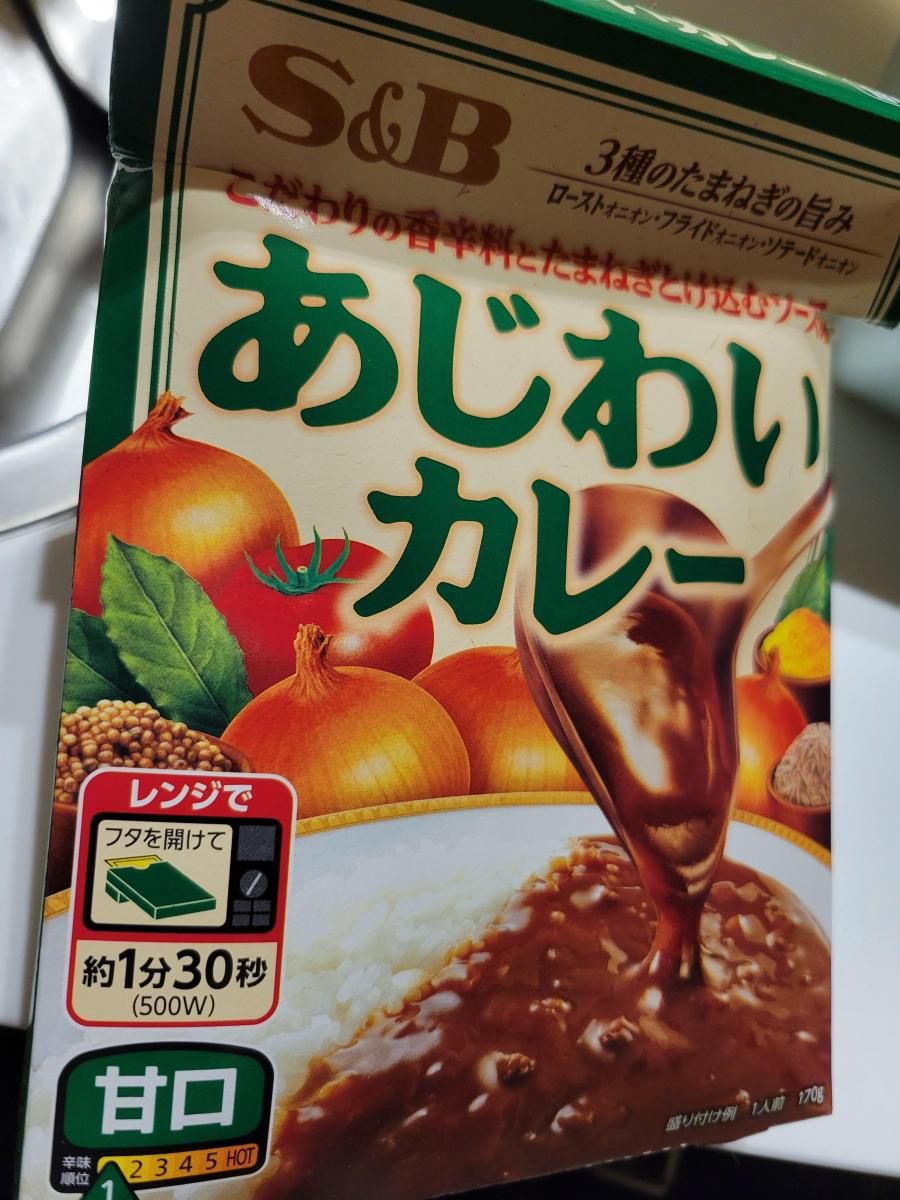 S&B
3種のたまねぎの旨み
ローストオニオン・フライドオニオン・ソテードオニオン
こだわりの香辛料とたまねぎとけ込むソース
あじわい
カレー
レンジで
フタを開けて
約1分30秒
(500W)
甘口
辛味
順位
1 2 3 4 5 HOT
盛り付け例 1人前 170g